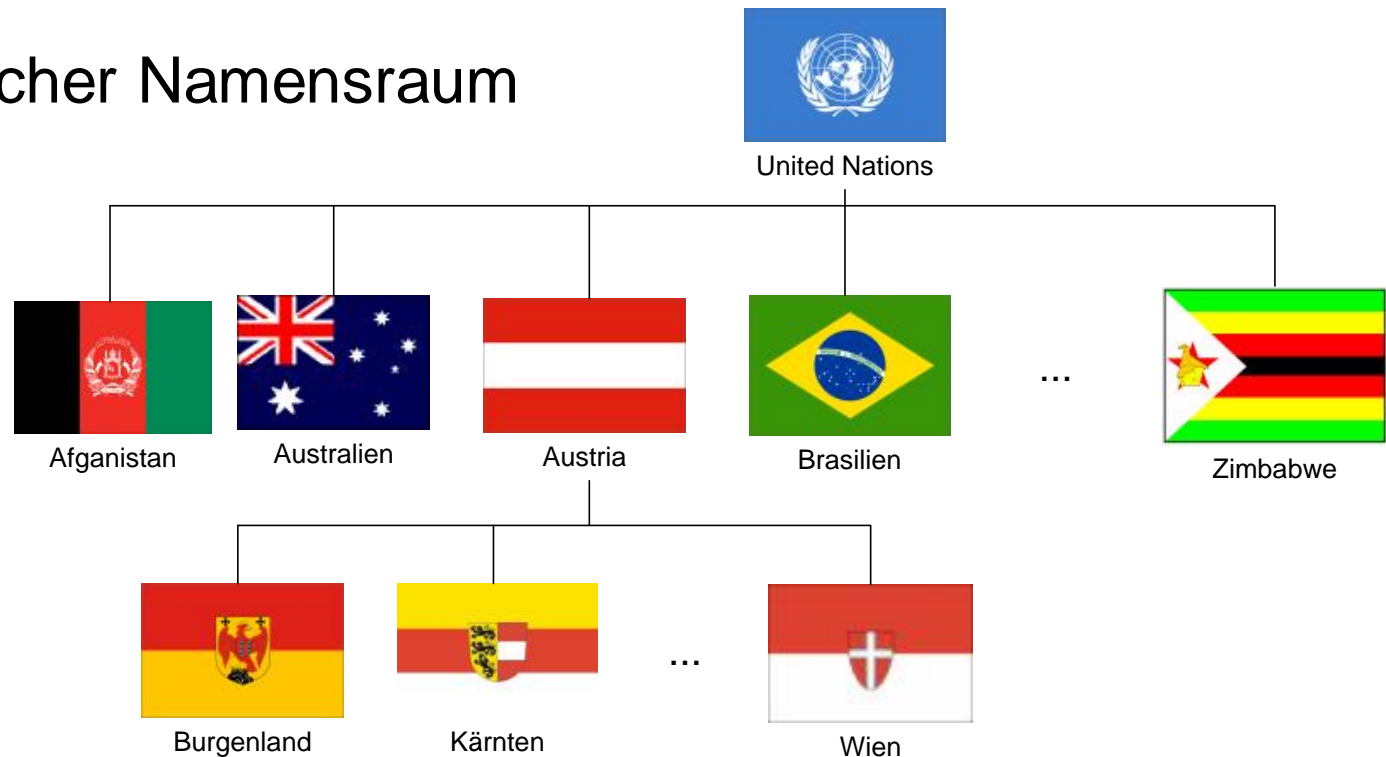 cher Namensraum
United Nations
Afganistan
Australien
Austria
Brasilien
...
Zimbabwe
Burgenland
Kärnten
...
Wien